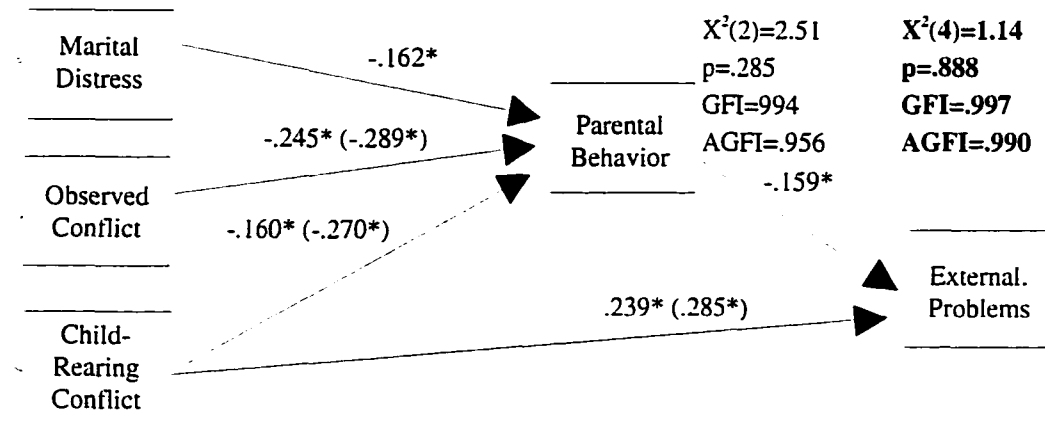 Marital
Distress
-.162*
X²(2)=2.51
p=.285
GFI=994
AGFI=.956
X²(4)=1.14
p=.888
GFI=.997
AGFI=.990
Parental
Behavior
-.245* (-.289*)
Observed
Conflict
-.160* (-.270*)
-.159*
External.
Problems
.239* (.285*)
Child-
Rearing
Conflict